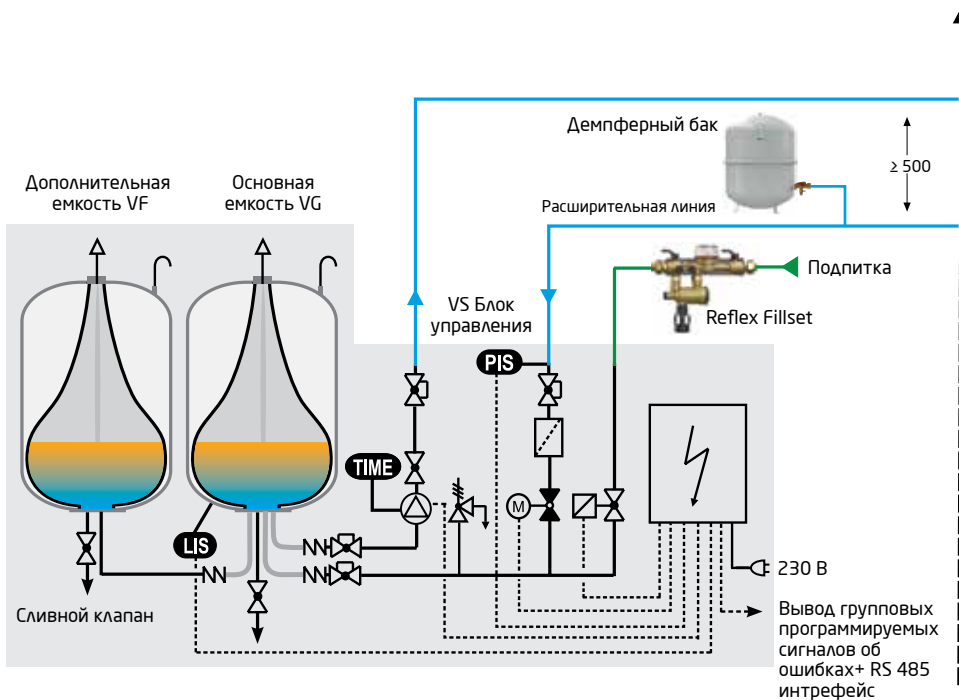 Демпферный бак
≥ 500
Дополнительная
емкость VF
Основная
емкость VG
Расширительная линия
Подпитка
VS Блок
управления
Reflex Fillset
PIS
TIME
M
LIS
230 В
Сливной клапан
Вывод групповых
программируемых
сигналов об
ошибках+ RS 485
интрефейс